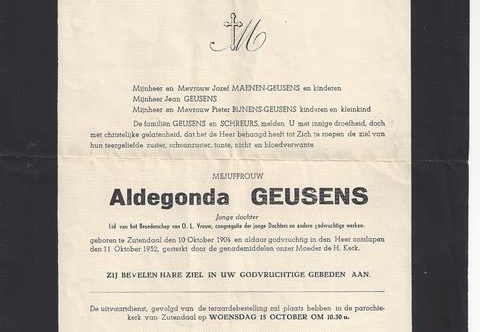 M
Mijnheer en Mevrouw Jozef MAENEN-GEUSENS en kinderen
Mijnheer Jean GEUSENS
Mijnheer en Mevrouw Pieter BIJNENS-GEUSENS kinderen en kleinkind
De familiën GEUSENS en SCHREURS, melden U met innige droefheid, doch
met christelijke gelatenheid, dat het de Heer behaagd heeft tot Zich te roepen de ziel van
hun teergeliefde zuster, schoonzuster, tante, nicht en bloedverwante
MEJUFFROUW
Aldegonda GEUSENS
Jonge dochter
Lid van het Broederschap van O. L. Vrouw, congregatie der jonge Dochters en andere godvruchtige werken-
geboren te Zutendaal den 10 Oktober 1904 en aldaar godvruchtig in den Heer ontslapen
den 11 Oktober 1952, gesterkt door de genademiddelen onzer Moeder de H. Kerk.
ZIJ BEVELEN HARE ZIEL IN UW GODVRUCHTIGE GEBEDEN AAN.
De uitvaartdienst, gevolgd van de teraardebestelling zal plaats hebben in de parochie-
kerk van Zutendaal op WOENSDAG 15 OCTOBER OM 10.30 u.